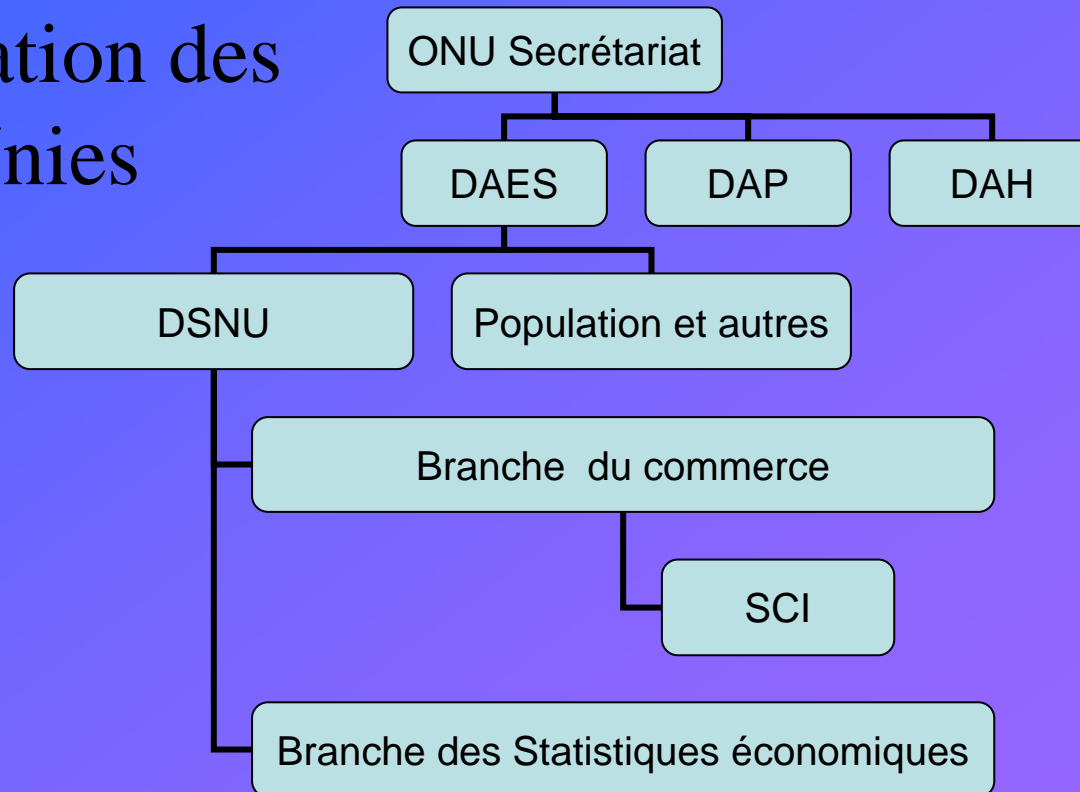 ation des
nies
ONU Secrétariat
DAES
DAP
DAH
DSNU
Population et autres
Branche du commerce
SCI
Branche des Statistiques économiques